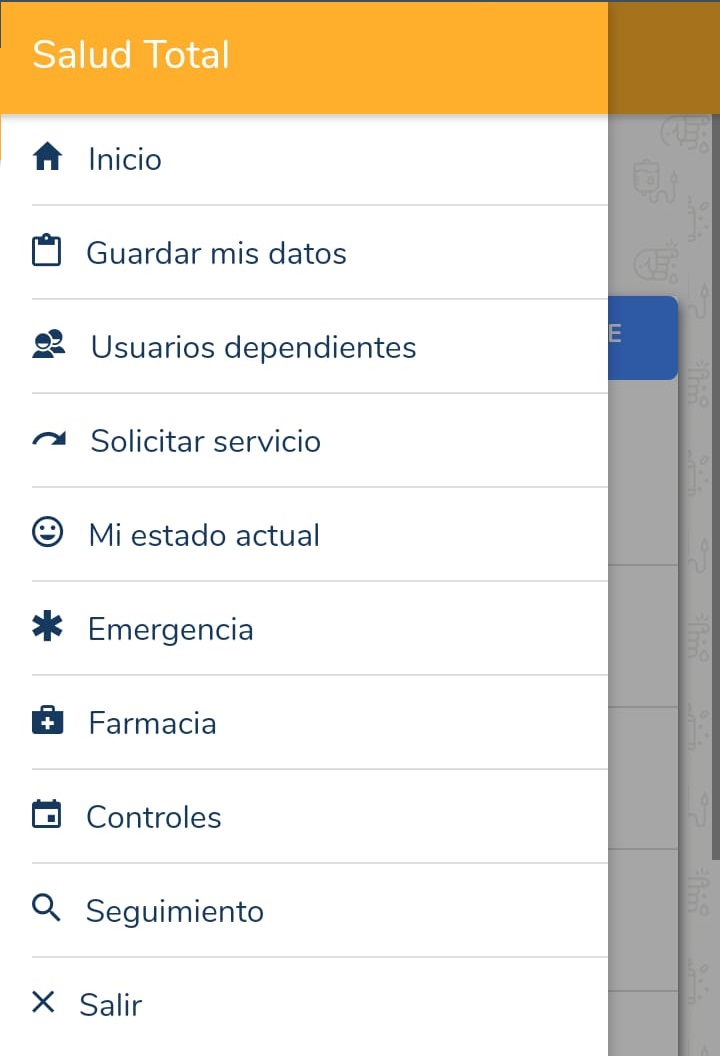 Salud Total
Inicio
Guardar mis datos
Usuarios dependientes
E
Solicitar servicio
Mi estado actual
Emergencia
Farmacia
Controles
Seguimiento
Salir